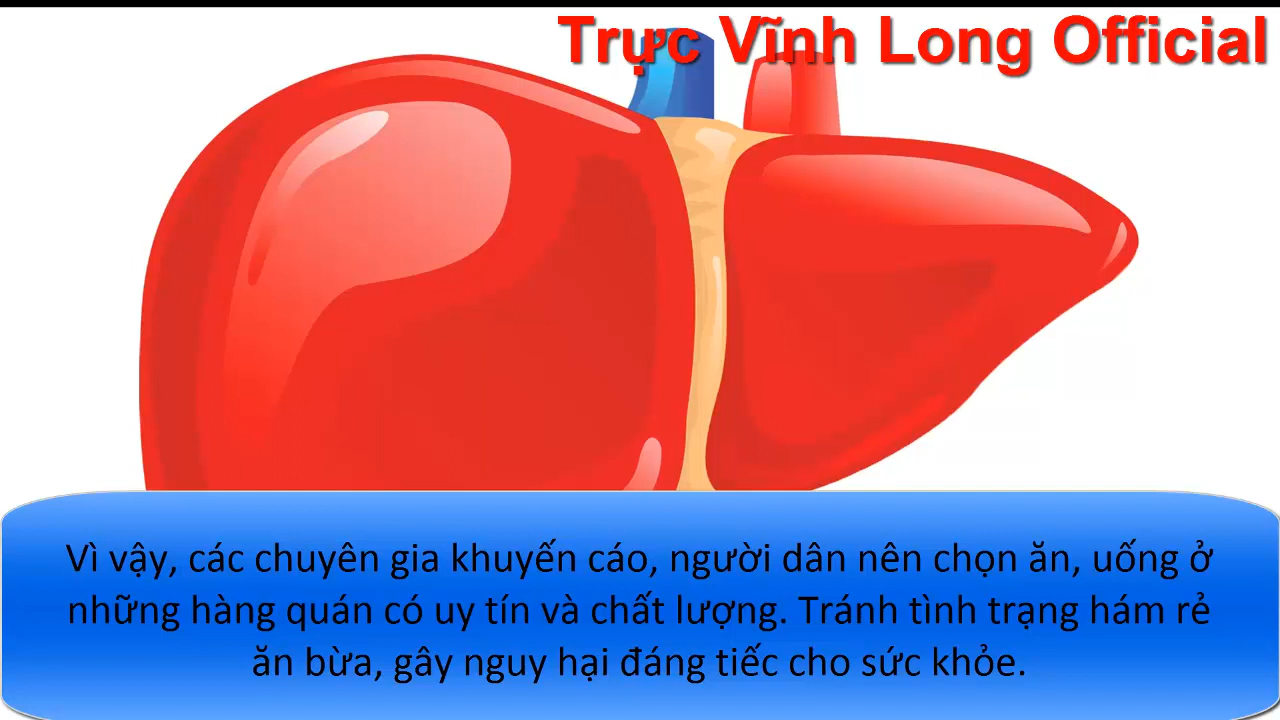 Trực Vĩnh Long Official
Vì vậy, các chuyên gia khuyến cáo, người dân nên chọn ăn, uống ở
những hàng quán có uy tín và chất lượng. Tránh tình trạng hám rẻ
ăn bừa, gây nguy hại đáng tiếc cho sức khỏe.